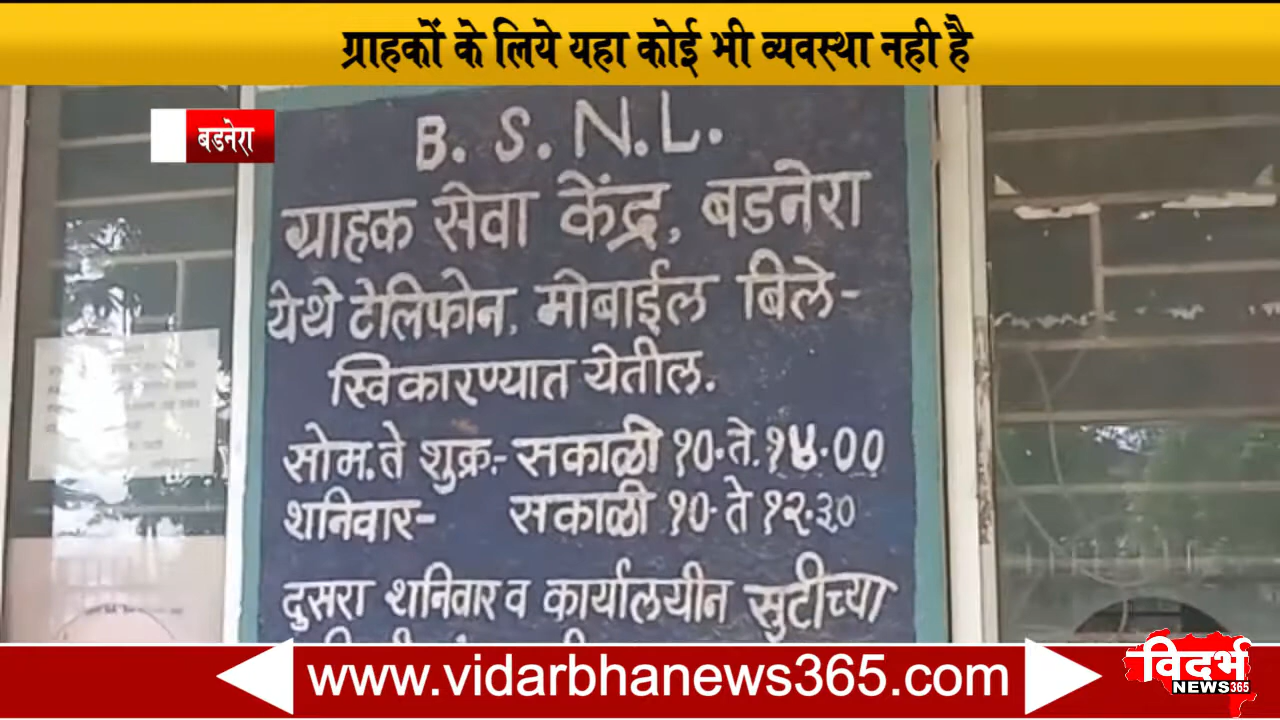 ग्राहकों के लिये यहा कोई भी व्यवस्था नही है
बडनेरा
B. S. N. L.
ग्राहक सेवा केंद्र, बडनेरा
येथे टेलिफोन, मोबाईल बिले-
स्विकारण्यात येतील.
सोम. ते शुक्र.- सकाळी १०. ते. १४.००
शनिवार- सकाळी १०. ते १२.३०
दुसरा शनिवार व कार्यालयीन सुटीच्या
www.vidarbhanews365.com
विदर्भ
NEWS365